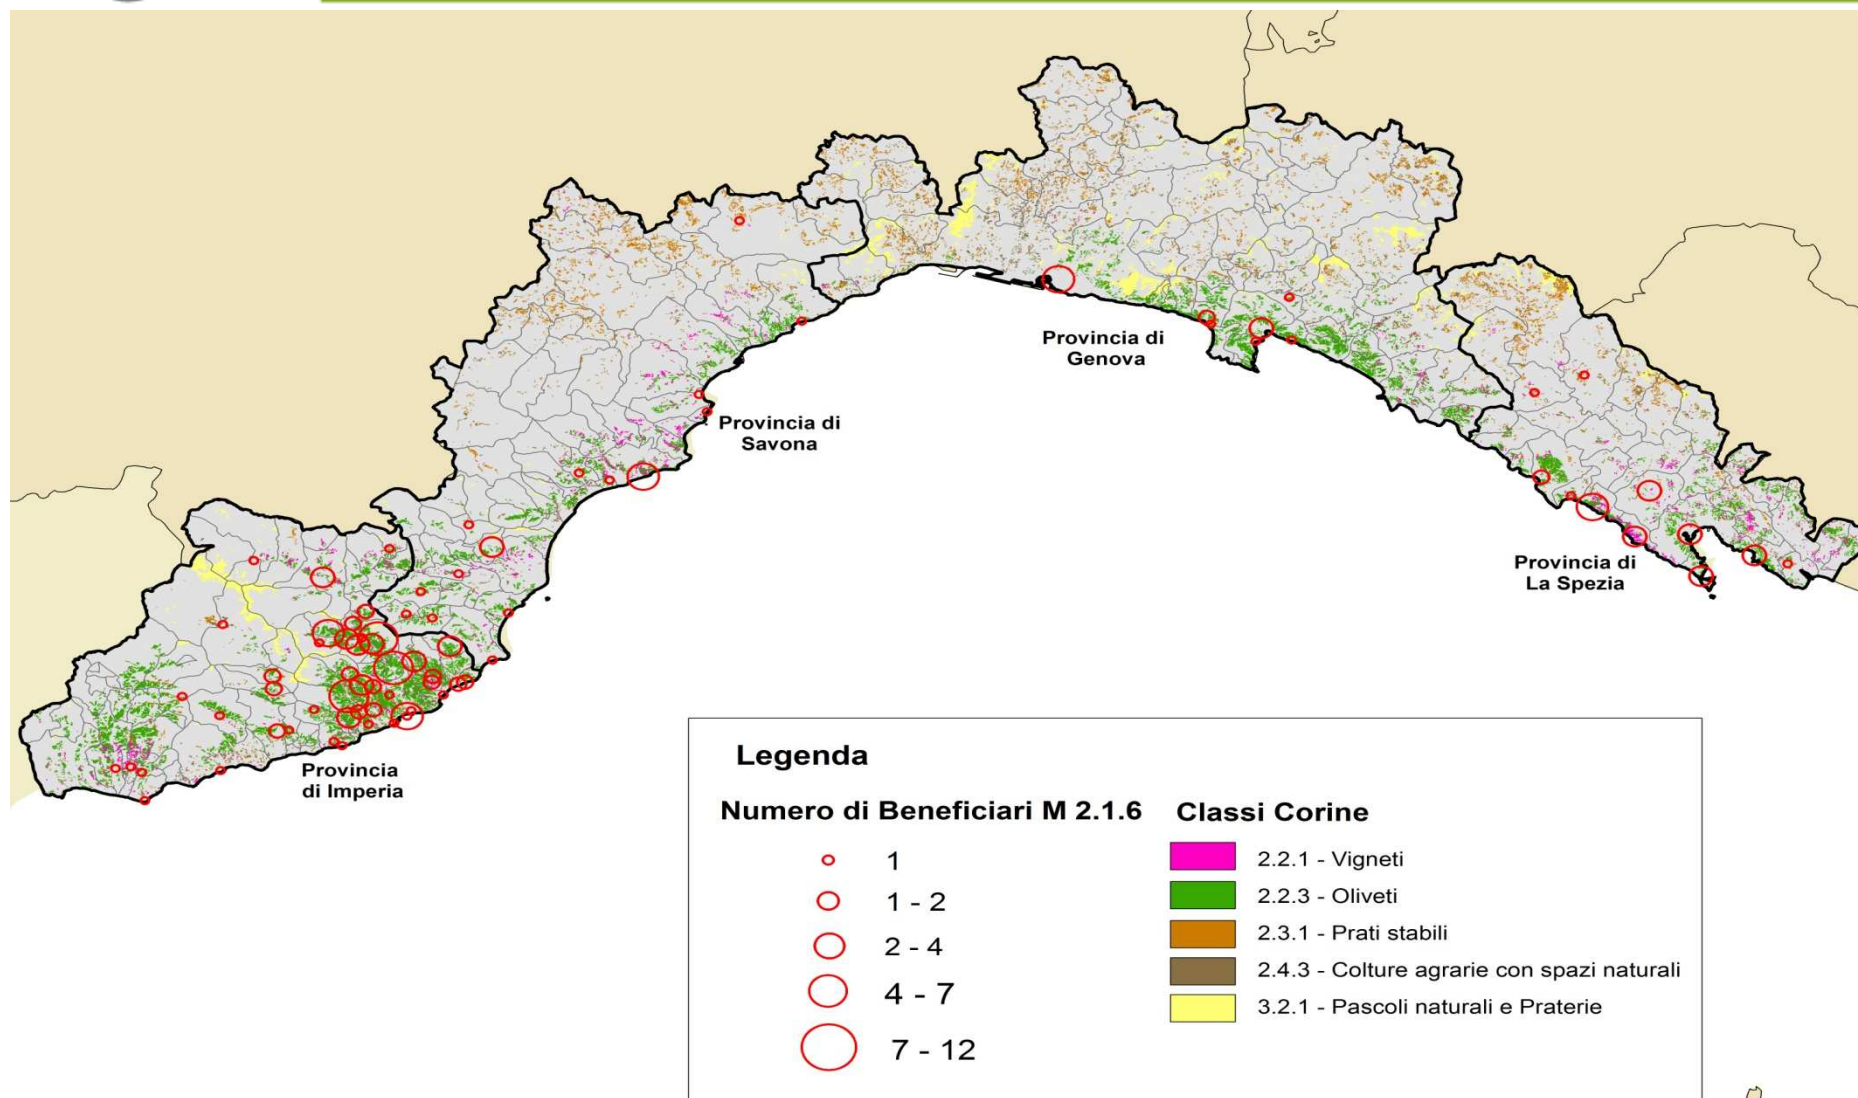 Provincia di
Genova
Provincia di
Savona
Provincia di
La Spezia
Provincia
di Imperia
Legenda
Numero di Beneficiari M 2.1.6
1
1 - 2
2 - 4
4 - 7
7 - 12
Classi Corine
2.2.1 - Vigneti
2.2.3 - Oliveti
2.3.1 - Prati stabili
2.4.3 - Colture agrarie con spazi naturali
3.2.1 - Pascoli naturali e Praterie